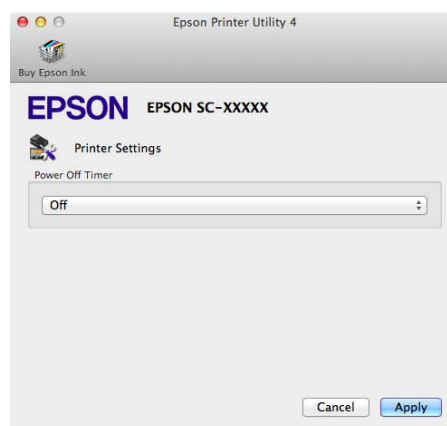 Epson Printer Utility 4
Buy Epson Ink
EPSON EPSON SC-XXXXX
Printer Settings
Power Off Timer
Off
Cancel Apply